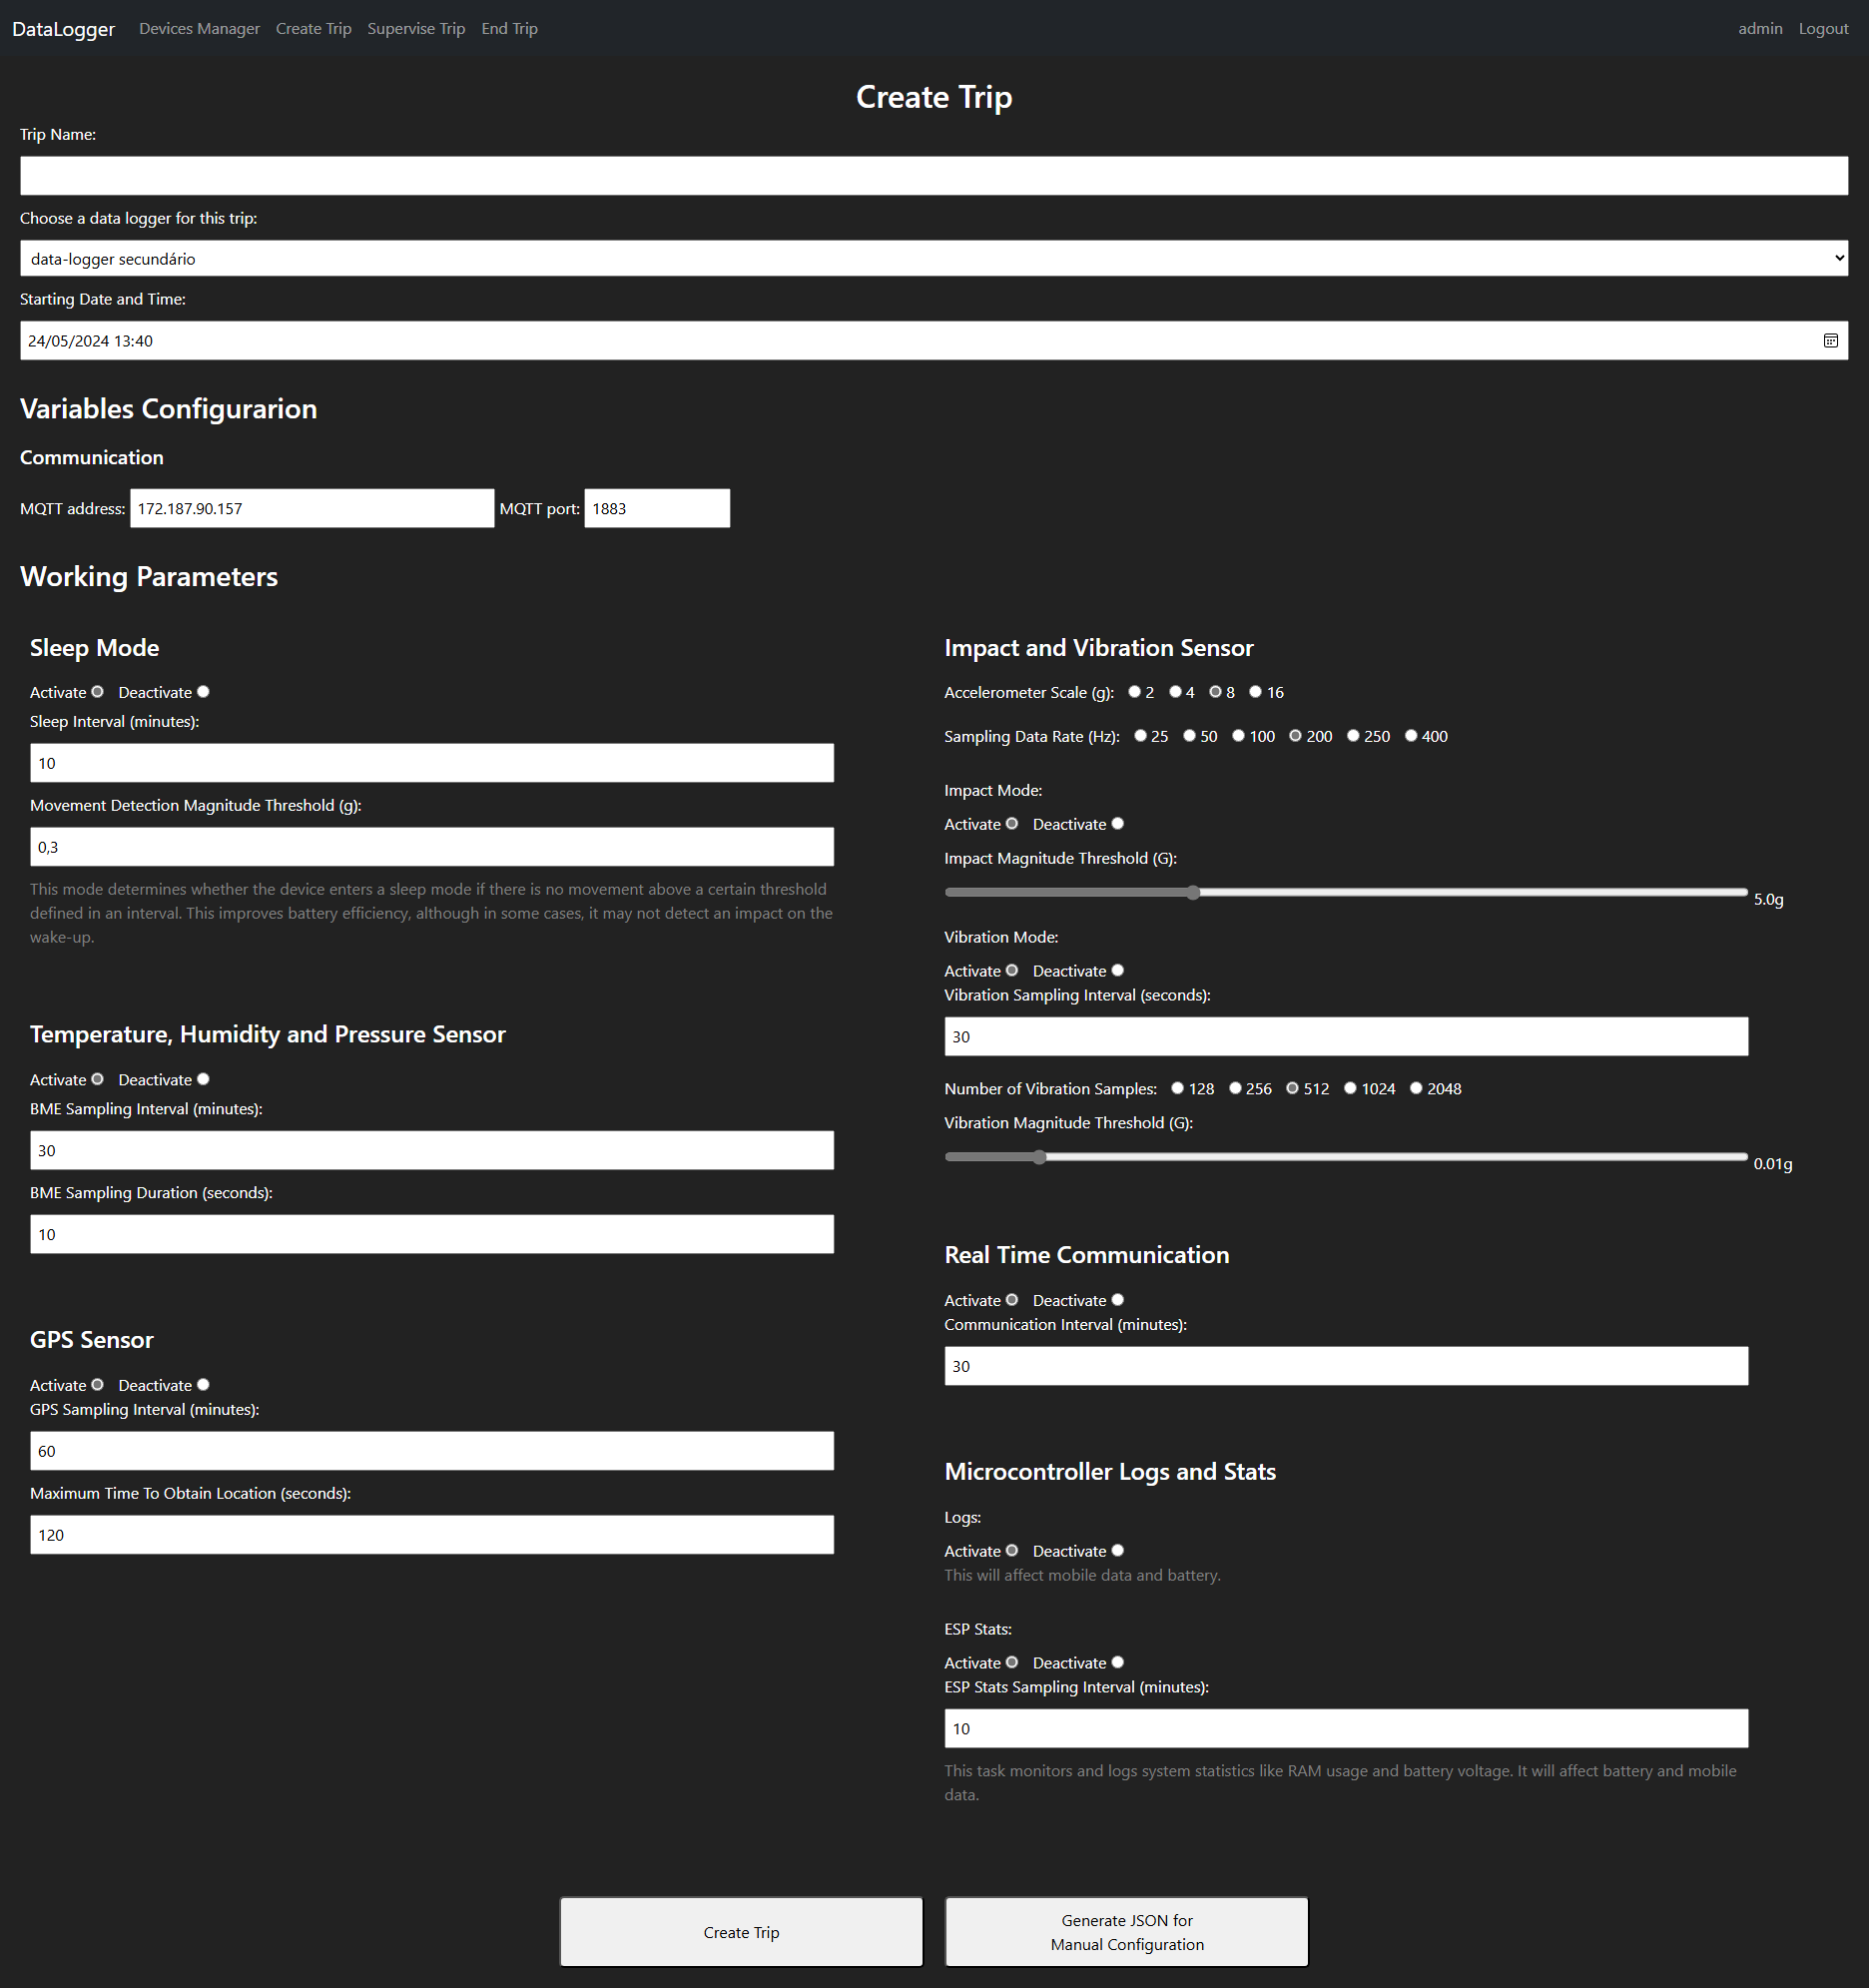 DataLogger Devices Manager Create Trip Supervise Trip End Trip admin Logout
Create Trip
Trip Name:
Choose a data logger for this trip:
data-logger secundário
Starting Date and Time:
24/05/2024 13:40
Variables Configurarion
Communication
MQTT address: 172.187.90.157 MQTT port: 1883
Working Parameters
Sleep Mode
Activate Deactivate
Sleep Interval (minutes):
10
Movement Detection Magnitude Threshold (g):
0,3
This mode determines whether the device enters a sleep mode if there is no movement above a certain threshold
defined in an interval. This improves battery efficiency, although in some cases, it may not detect an impact on the
wake-up.
Temperature, Humidity and Pressure Sensor
Activate Deactivate
BME Sampling Interval (minutes):
30
BME Sampling Duration (seconds):
10
GPS Sensor
Activate Deactivate
GPS Sampling Interval (minutes):
60
Maximum Time To Obtain Location (seconds):
120
Impact and Vibration Sensor
Accelerometer Scale (g): 2 4 8 16
Sampling Data Rate (Hz): 25 50 100 200 250 400
Impact Mode:
Activate Deactivate
Impact Magnitude Threshold (G):
5.0g
Vibration Mode:
Activate Deactivate
Vibration Sampling Interval (seconds):
30
Number of Vibration Samples: 128 256 512 1024 2048
Vibration Magnitude Threshold (G):
0.01g
Real Time Communication
Activate Deactivate
Communication Interval (minutes):
30
Microcontroller Logs and Stats
Logs:
Activate Deactivate
This will affect mobile data and battery.
ESP Stats:
Activate Deactivate
ESP Stats Sampling Interval (minutes):
10
This task monitors and logs system statistics like RAM usage and battery voltage. It will affect battery and mobile
data.
Create Trip
Generate JSON for
Manual Configuration